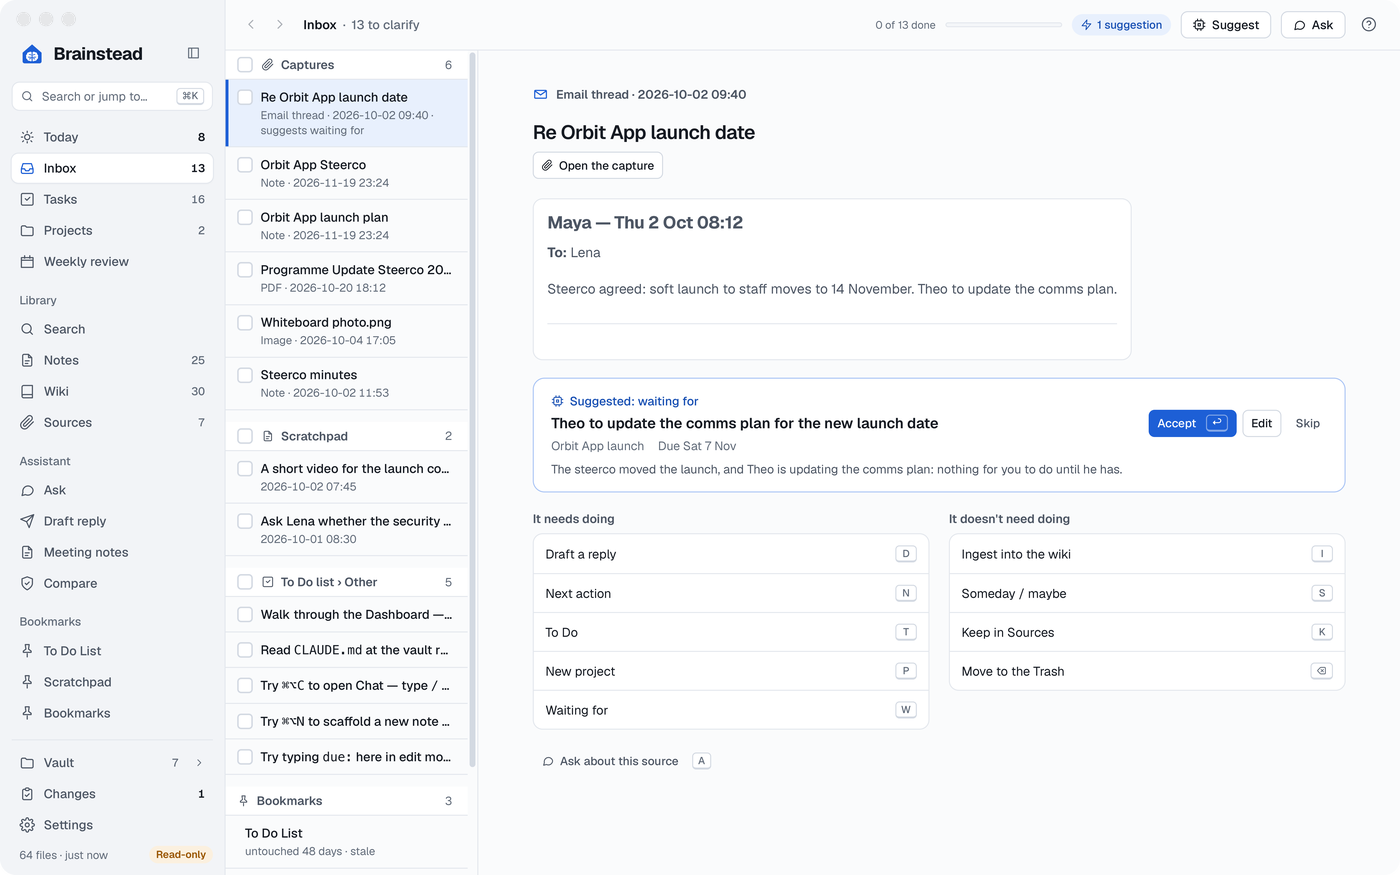 Brainstead
Search or jump to... ⌘K
Today 8
Inbox 13
Tasks 16
Projects 2
Weekly review
Library
Search
Notes 25
Wiki 30
Sources 7
Assistant
Ask
Draft reply
Meeting notes
Compare
Bookmarks
To Do List
Scratchpad
Bookmarks
Vault 7
Changes 1
Settings
64 files · just now Read-only
Inbox · 13 to clarify
0 of 13 done
1 suggestion
Suggest
Ask
Captures 6
Re Orbit App launch date
Email thread · 2026-10-02 09:40 ·
suggests waiting for
Orbit App Steerco
Note · 2026-11-19 23:24
Orbit App launch plan
Note · 2026-11-19 23:24
Programme Update Steerco 20...
PDF · 2026-10-20 18:12
Whiteboard photo.png
Image · 2026-10-04 17:05
Steerco minutes
Note · 2026-10-02 11:53
Scratchpad 2
A short video for the launch co...
2026-10-02 07:45
Ask Lena whether the security ...
2026-10-01 08:30
To Do list › Other 5
Walk through the Dashboard —...
Read CLAUDE.md at the vault r...
Try ⌘⌥C to open Chat — type / ...
Try ⌘⌥N to scaffold a new note ...
Try typing due: here in edit mo...
Bookmarks 3
To Do List
untouched 48 days · stale
Email thread · 2026-10-02 09:40
Re Orbit App launch date
Open the capture
Maya — Thu 2 Oct 08:12
To: Lena
Steerco agreed: soft launch to staff moves to 14 November. Theo to update the comms plan.
Suggested: waiting for
Theo to update the comms plan for the new launch date
Orbit App launch Due Sat 7 Nov
The steerco moved the launch, and Theo is updating the comms plan: nothing for you to do until he has.
Accept
Edit
Skip
It needs doing
Draft a reply D
Next action N
To Do T
New project P
Waiting for W
It doesn't need doing
Ingest into the wiki I
Someday / maybe S
Keep in Sources K
Move to the Trash
Ask about this source A